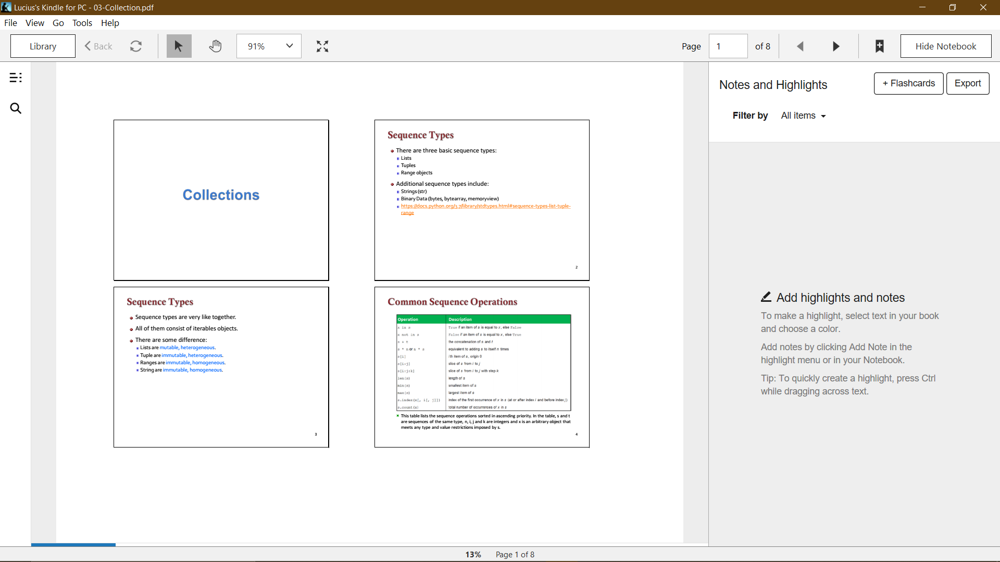 Lucius's Kindle for PC - 03-Collection.pdf
File View Go Tools Help
Library Back 91% Page 1 of 8 Hide Notebook
Notes and Highlights + Flashcards Export
Filter by All items
Collections
Sequence Types
There are three basic sequence types:
Lists
Tuples
Range objects
Additional sequence types include:
Strings (str)
Binary Data (bytes, bytearray, memoryview)
https://docs.python.org/3.7/library/stdtypes.html#sequence-types-list-tuple-
range
2
Sequence Types
Sequence types are very like together.
All of them consist of iterables objects.
There are some difference:
Lists are mutable, heterogeneous.
Tuple are immutable, heterogeneous.
Ranges are immutable, homogeneous.
String are immutable, homogeneous.
3
Common Sequence Operations
Operation Description
x in s True if an item of s is equal to x, else False
x not in s False if an item of s is equal to x, else True
s + t the concatenation of s and t
s * n or n * s equivalent to adding s to itself n times
s[i] ith item of s, origin 0
s[i:j] slice of s from i to j
s[i:j:k] slice of s from i to j with step k
len(s) length of s
min(s) smallest item of s
max(s) largest item of s
s.index(x[, i[, j]]) index of the first occurrence of x in s (at or after index i and before index j)
s.count(x) total number of occurrences of x in s
This table lists the sequence operations sorted in ascending priority. In the table, s and t
are sequences of the same type, n, i, j and k are integers and x is an arbitrary object that
meets any type and value restrictions imposed by s.
4
Add highlights and notes
To make a highlight, select text in your book
and choose a color.
Add notes by clicking Add Note in the
highlight menu or in your Notebook.
Tip: To quickly create a highlight, press Ctrl
while dragging across text.
13% Page 1 of 8